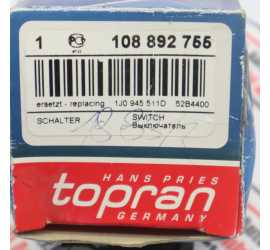 1 108 892 755
ersetzt - replacing 1J0 945 511D 52B4400
SCHALTER SWITCH
Выключатель
HANS PRIES
topran
GERMANY